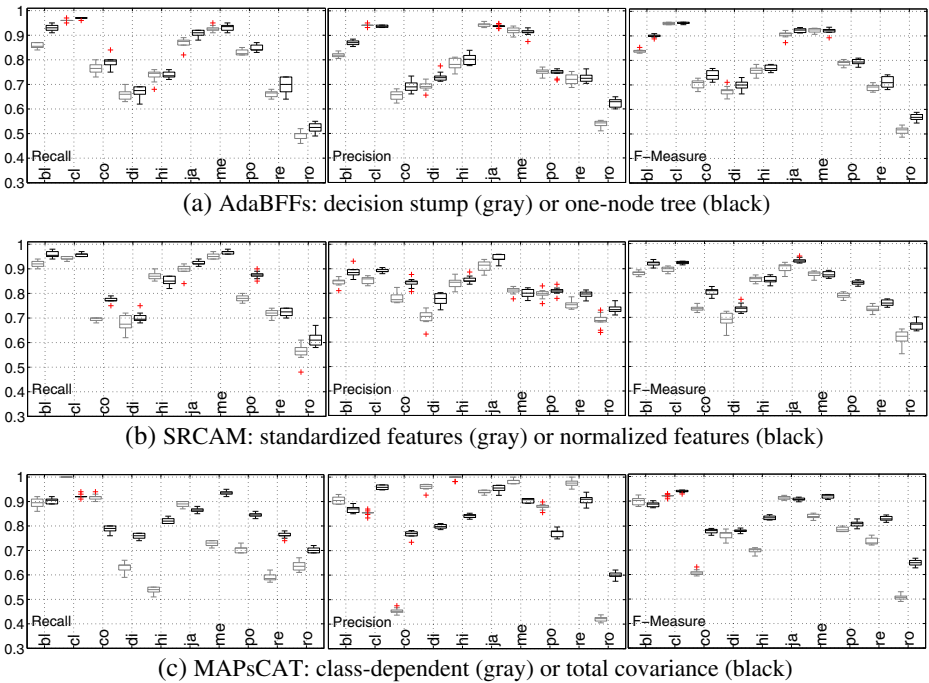 1
0.9
0.8
0.7
0.6
0.5
0.4
0.3
Recall
bl cl co di hi ja me po re ro
Precision
bl cl co di hi ja me po re ro
F−Measure
bl cl co di hi ja me po re ro
(a) AdaBFFs: decision stump (gray) or one-node tree (black)
1
0.9
0.8
0.7
0.6
0.5
0.4
0.3
Recall
bl cl co di hi ja me po re ro
Precision
bl cl co di hi ja me po re ro
F−Measure
bl cl co di hi ja me po re ro
(b) SRCAM: standardized features (gray) or normalized features (black)
1
0.9
0.8
0.7
0.6
0.5
0.4
0.3
Recall
bl cl co di hi ja me po re ro
Precision
bl cl co di hi ja me po re ro
F−Measure
bl cl co di hi ja me po re ro
(c) MAPsCAT: class-dependent (gray) or total covariance (black)